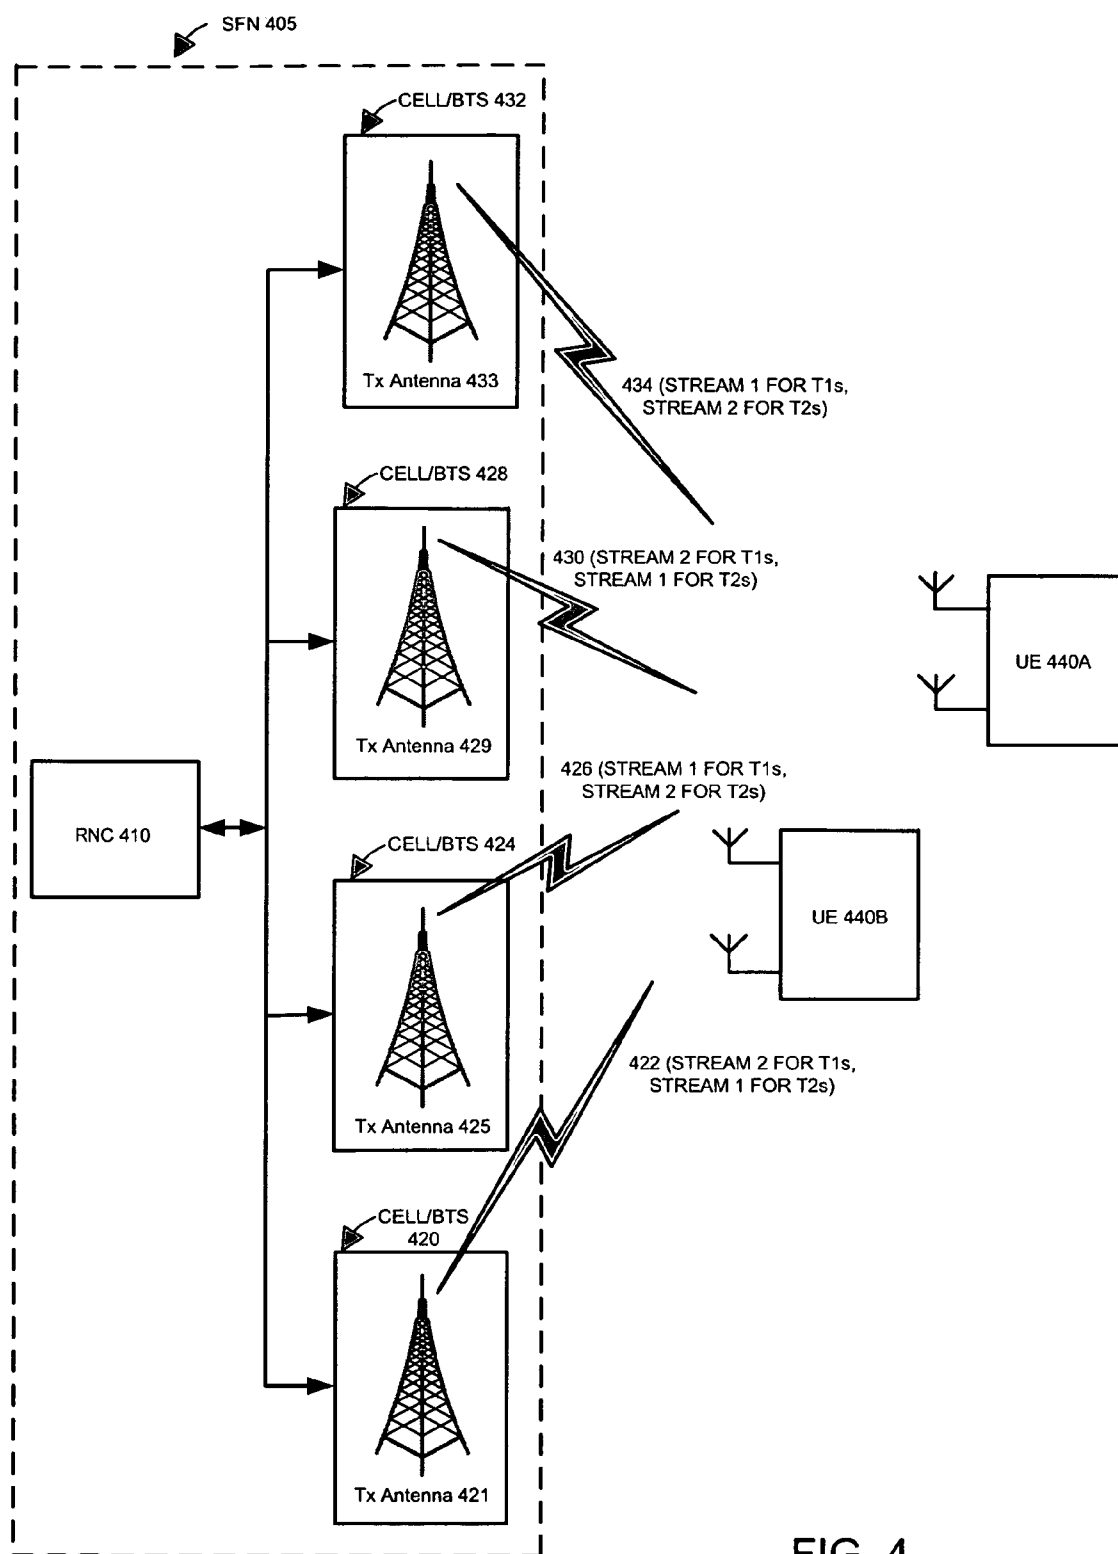 SFN 405
CELL/BTS 432
Tx Antenna 433
434 (STREAM 1 FOR T1s,
STREAM 2 FOR T2s)
CELL/BTS 428
430 (STREAM 2 FOR T1s,
STREAM 1 FOR T2s)
Tx Antenna 429
UE 440A
426 (STREAM 1 FOR T1s,
STREAM 2 FOR T2s)
RNC 410
CELL/BTS 424
UE 440B
Tx Antenna 425
422 (STREAM 2 FOR T1s,
STREAM 1 FOR T2s)
CELL/BTS
420
Tx Antenna 421
FIG. 4